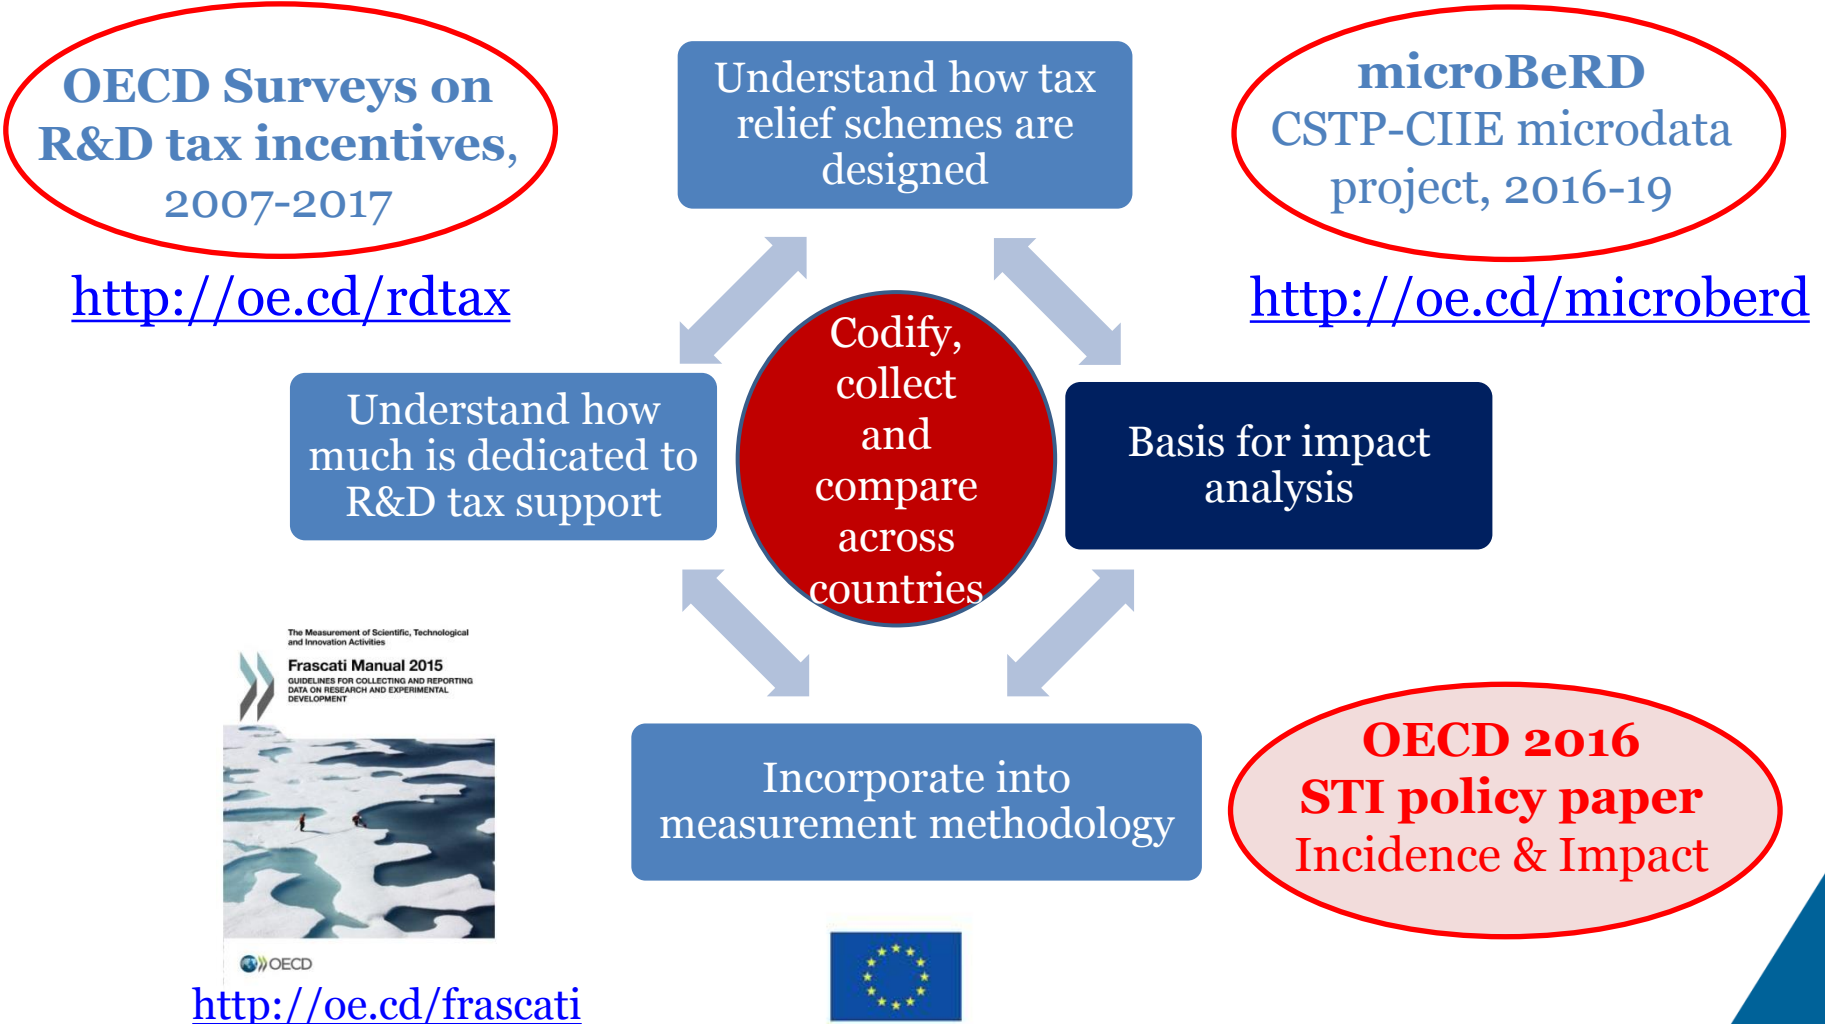 OECD Surveys on
R&D tax incentives,
2007-2017
http://oe.cd/rdtax
Understand how tax
relief schemes are
designed
microBeRD
CSTP-CIIE microdata
project, 2016-19
http://oe.cd/microberd
Understand how
much is dedicated to
R&D tax support
Codify,
collect
and
compare
across
countries
Basis for impact
analysis
The Measurement of Scientific, Technological
and Innovation Activities
Frascati Manual 2015
GUIDELINES FOR COLLECTING AND REPORTING
DATA ON RESEARCH AND EXPERIMENTAL
DEVELOPMENT
OECD
http://oe.cd/frascati
Incorporate into
measurement methodology
OECD 2016
STI policy paper
Incidence & Impact